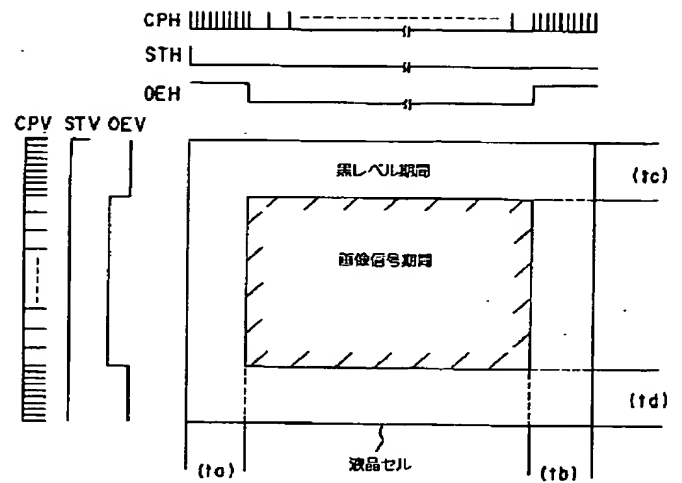 CPH
STH
OEH
CPV STV OEV
黒レベル期間
(tc)
画像信号期間
(td)
(ta)
液晶セル
(tb)